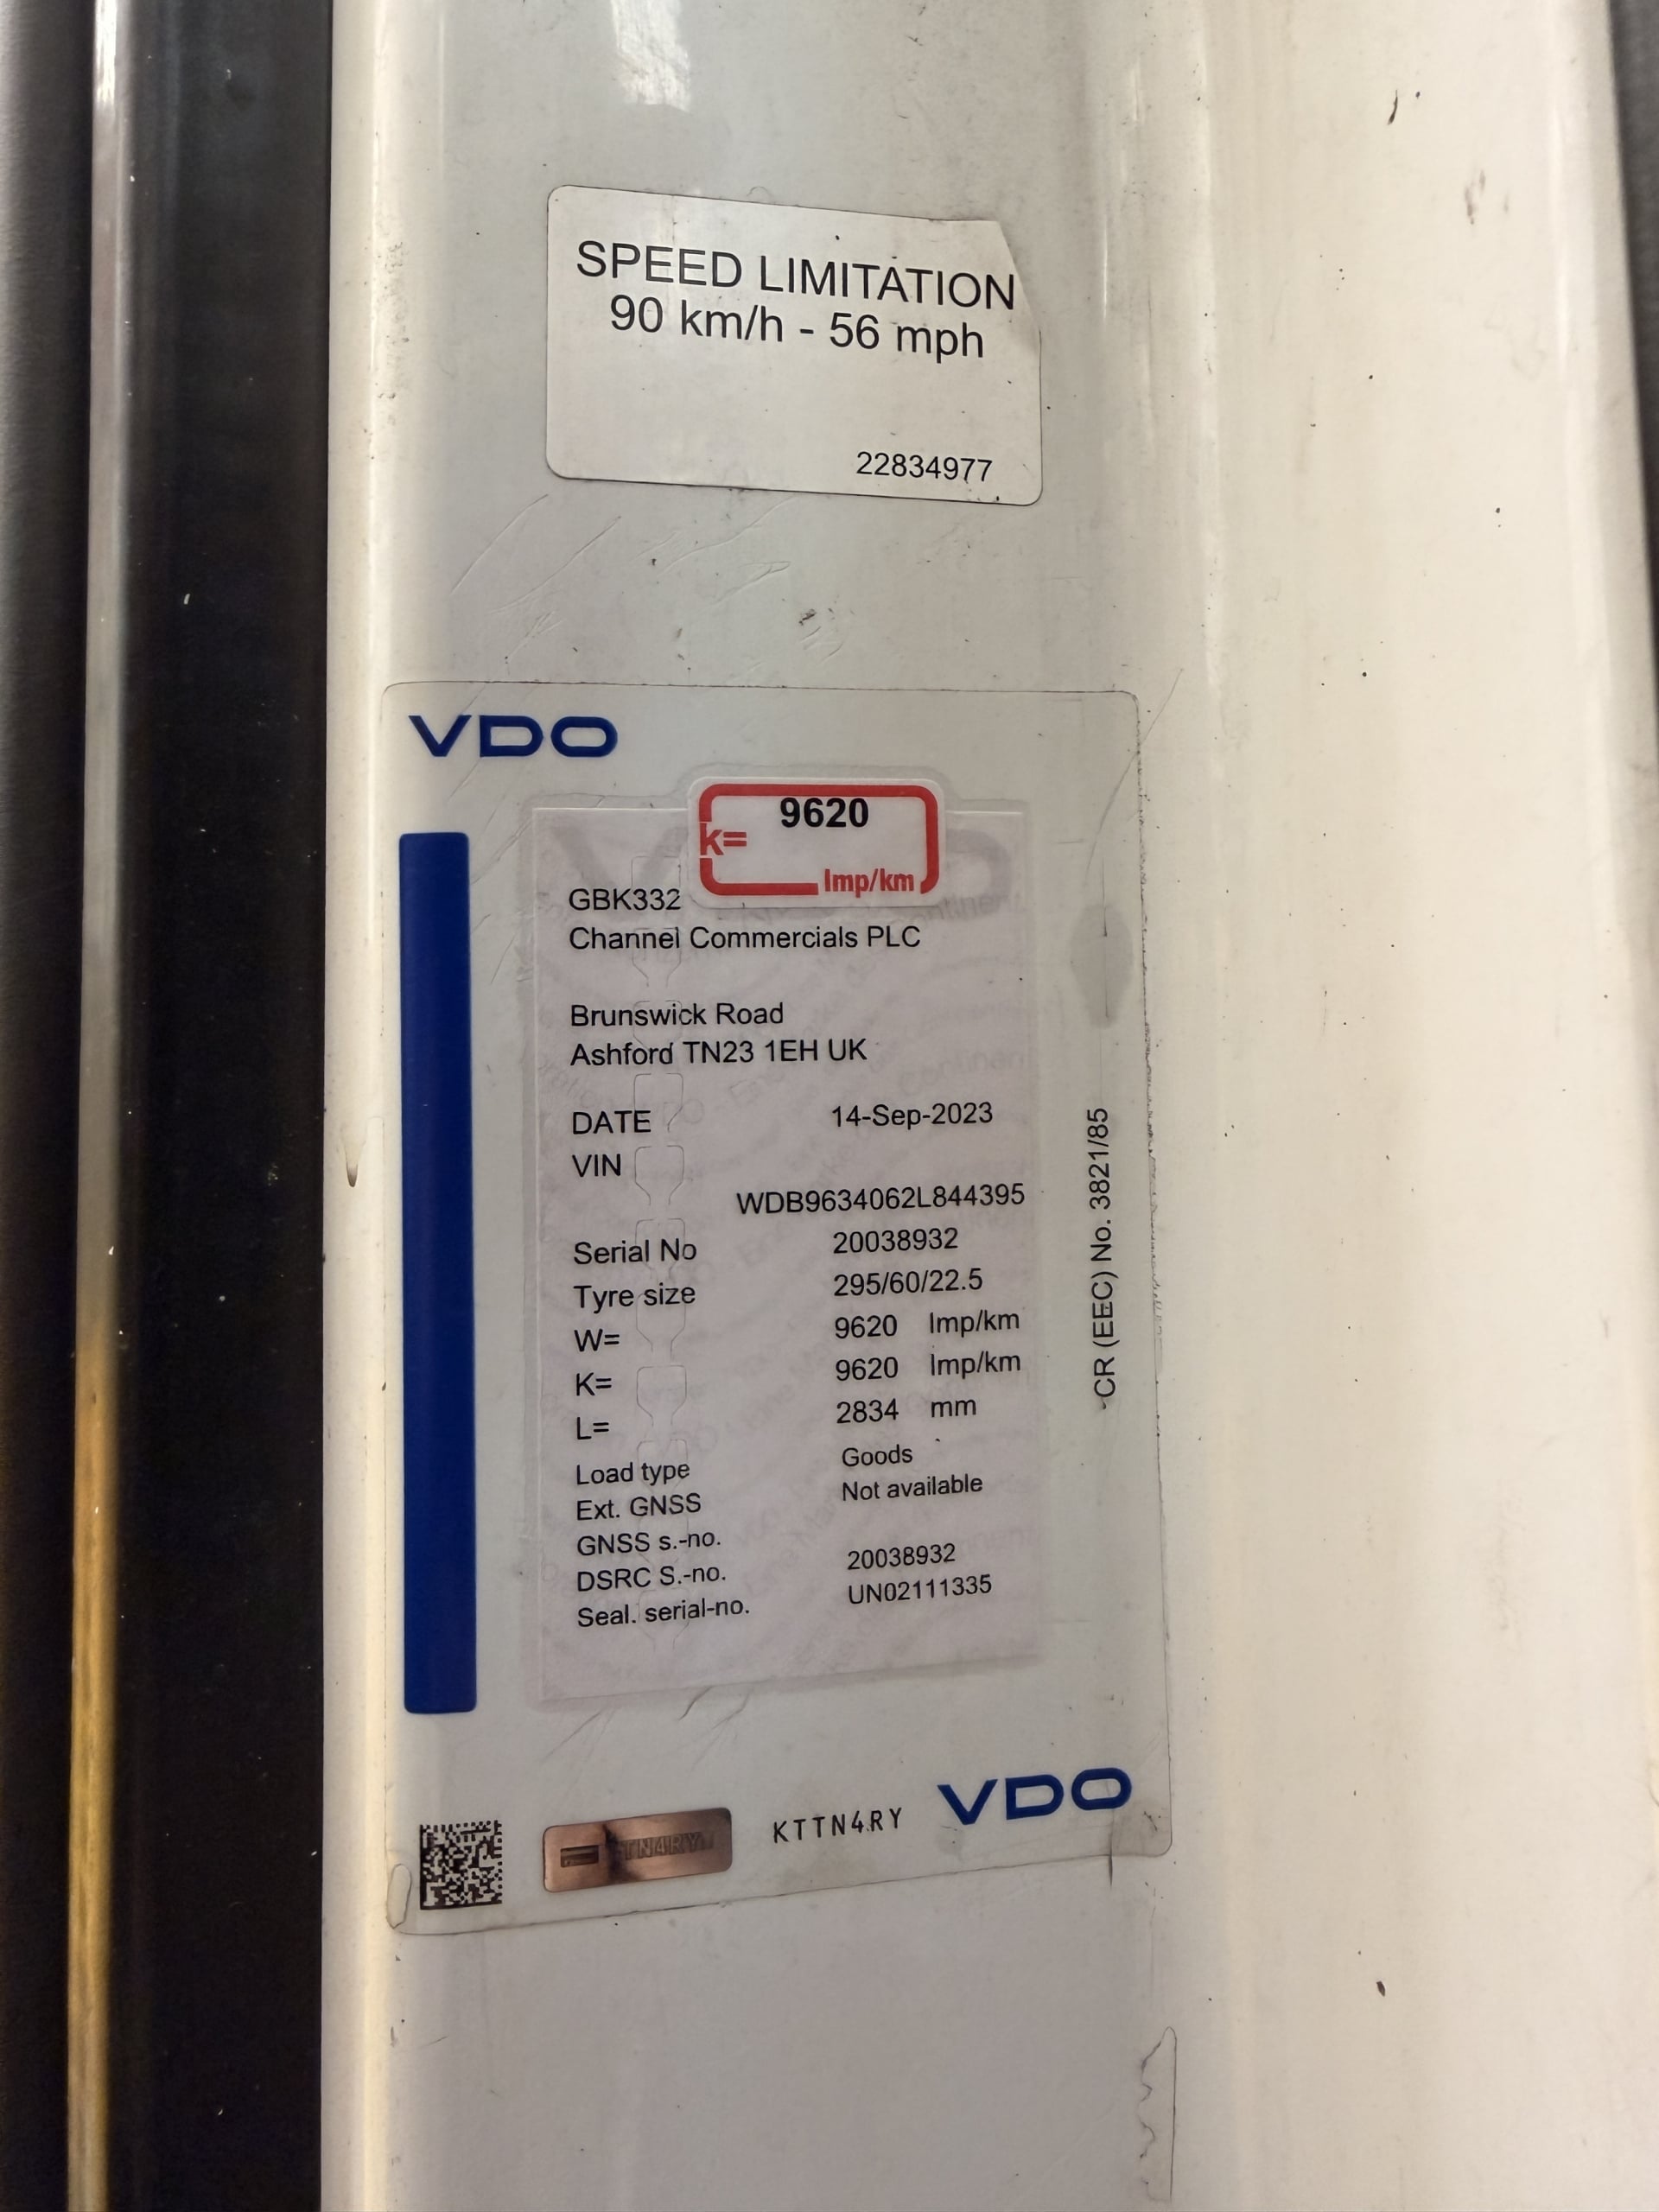 SPEED LIMITATION
90 km/h - 56 mph
22834977
VDO
k= 9620 Imp/km
GBK332
Channel Commercials PLC
Brunswick Road
Ashford TN23 1EH UK
DATE 14-Sep-2023
VIN
WDB9634062L844395
Serial No 20038932
Tyre size 295/60/22.5
W= 9620 Imp/km
K= 9620 Imp/km
L= 2834 mm
Load type Goods
Ext. GNSS Not available
GNSS s.-no.
DSRC S.-no. 20038932
Seal. serial-no. UN02111335
CR (EEC) No. 3821/85
KTTN4RY
VDO